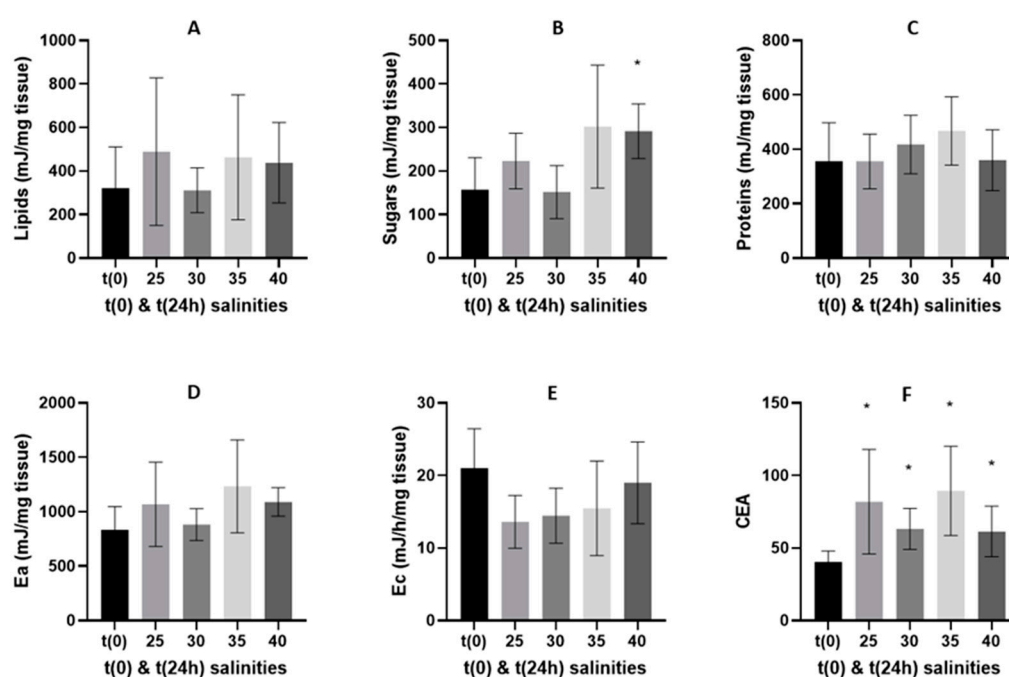 A
Lipids (mJ/mg tissue)
1000
800
600
400
200
0
t(0) 25 30 35 40
t(0) & t(24h) salinities
B
Sugars (mJ/mg tissue)
500
400
300
200
100
0
*
t(0) 25 30 35 40
t(0) & t(24h) salinities
C
Proteins (mJ/mg tissue)
800
600
400
200
0
t(0) 25 30 35 40
t(0) & t(24h) salinities
D
Ea (mJ/mg tissue)
2000
1500
1000
500
0
t(0) 25 30 35 40
t(0) & t(24h) salinities
E
Ec (mJ/h/mg tissue)
30
20
10
0
t(0) 25 30 35 40
t(0) & t(24h) salinities
F
CEA
150
100
50
0
* * * *
t(0) 25 30 35 40
t(0) & t(24h) salinities